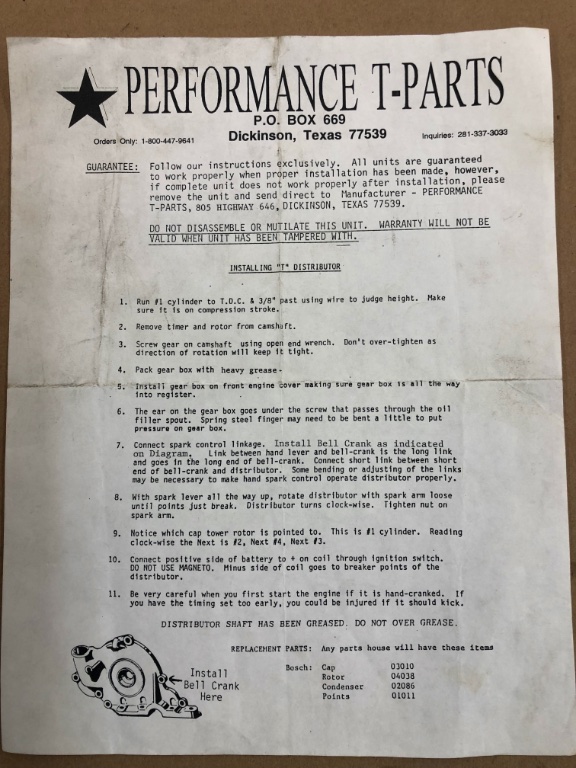 PERFORMANCE T-PARTS
P.O. BOX 669
Orders Only: 1-800-447-9641 Dickinson, Texas 77539 Inquiries: 281-337-3033
GUARANTEE: Follow our instructions exclusively. All units are guaranteed
to work properly when proper installation has been made, however,
if complete unit does not work properly after installation, please
remove the unit and send direct to Manufacturer - PERFORMANCE
T-PARTS, 805 HIGHWAY 646, DICKINSON, TEXAS 77539.
DO NOT DISASSEMBLE OR MUTILATE THIS UNIT. WARRANTY WILL NOT BE
VALID WHEN UNIT HAS BEEN TAMPERED WITH.
INSTALLING "T" DISTRIBUTOR
1. Run #1 cylinder to T.D.C. & 3/8" past using wire to judge height. Make
sure it is on compression stroke.
2. Remove timer and rotor from camshaft.
3. Screw gear on camshaft using open end wrench. Don't over-tighten as
direction of rotation will keep it tight.
4. Pack gear box with heavy grease-
5. Install gear box on front engine cover making sure gear box is all the way
into register.
6. The ear on the gear box goes under the screw that passes through the oil
filler spout. Spring steel finger may need to be bent a little to put
pressure on gear box.
7. Connect spark control linkage. Install Bell Crank as indicated
on Diagram. Link between hand lever and bell-crank is the long link
and goes in the long end of bell-crank. Connect short link between short
end of bell-crank and distributor. Some bending or adjusting of the links
may be necessary to make hand spark control operate distributor properly.
8. With spark lever all the way up, rotate distributor with spark arm loose
until points just break. Distributor turns clock-wise. Tighten nut on
spark arm.
9. Notice which cap tower rotor is pointed to. This is #1 cylinder. Reading
clock-wise the Next is #2, Next #4, Next #3.
10. Connect positive side of battery to + on coil through ignition switch.
DO NOT USE MAGNETO. Minus side of coil goes to breaker points of the
distributor.
11. Be very careful when you first start the engine if it is hand-cranked. If
you have the timing set too early, you could be injured if it should kick.
DISTRIBUTOR SHAFT HAS BEEN GREASED. DO NOT OVER GREASE.
REPLACEMENT PARTS: Any parts house will have these items
Bosch: Cap 03010
Rotor 04038
Condenser 02086
Points 01011
Install
Bell Crank
Here